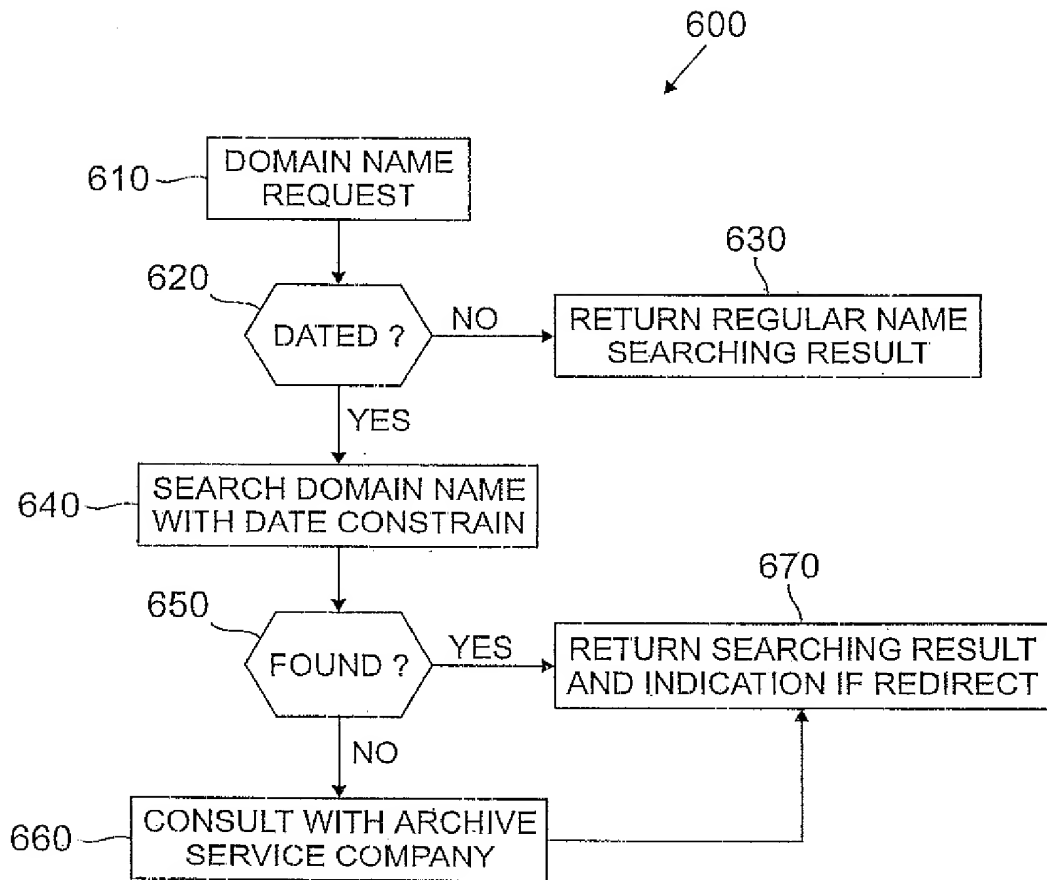 600
610
DOMAIN NAME
REQUEST
620
DATED ?
NO
630
RETURN REGULAR NAME
SEARCHING RESULT
YES
640
SEARCH DOMAIN NAME
WITH DATE CONSTRAIN
650
FOUND ?
YES
670
RETURN SEARCHING RESULT
AND INDICATION IF REDIRECT
NO
660
CONSULT WITH ARCHIVE
SERVICE COMPANY